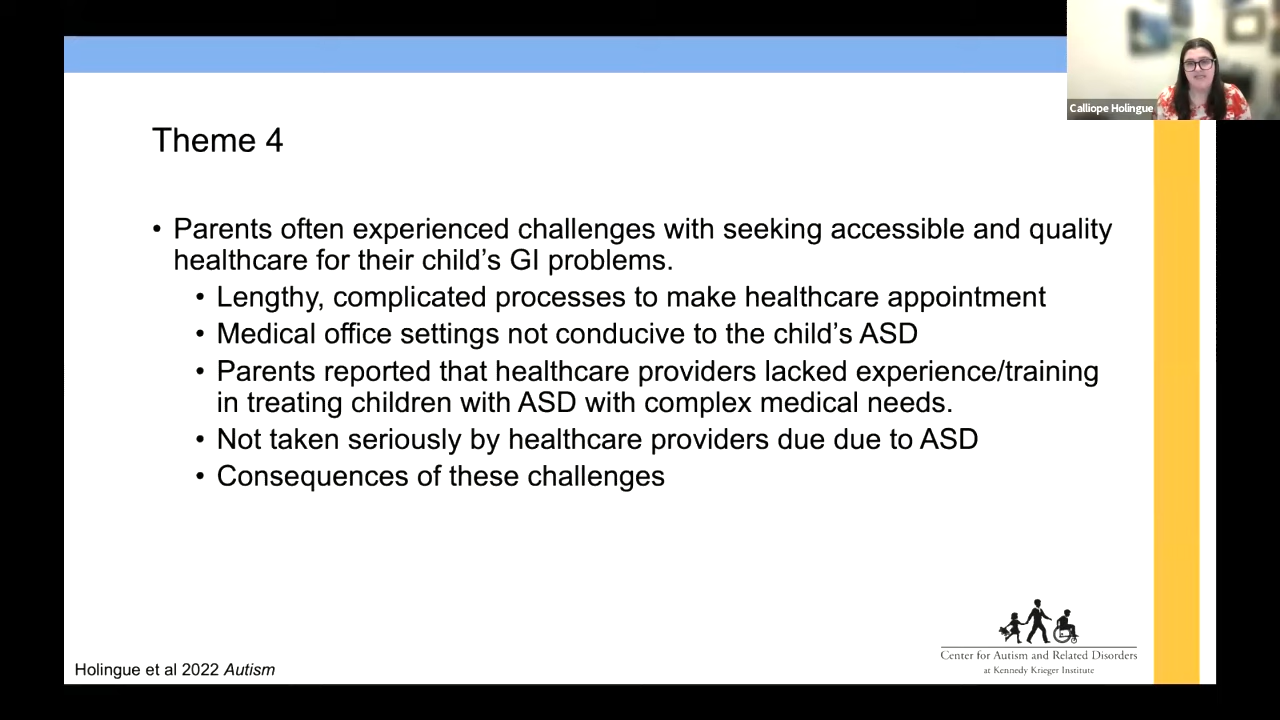 Calliope Holingue
Theme 4
• Parents often experienced challenges with seeking accessible and quality
healthcare for their child's GI problems.
• Lengthy, complicated processes to make healthcare appointment
• Medical office settings not conducive to the child's ASD
• Parents reported that healthcare providers lacked experience/training
in treating children with ASD with complex medical needs.
• Not taken seriously by healthcare providers due due to ASD
• Consequences of these challenges
Center for Autism and Related Disorders
at Kennedy Krieger Institute
Holingue et al 2022 Autism